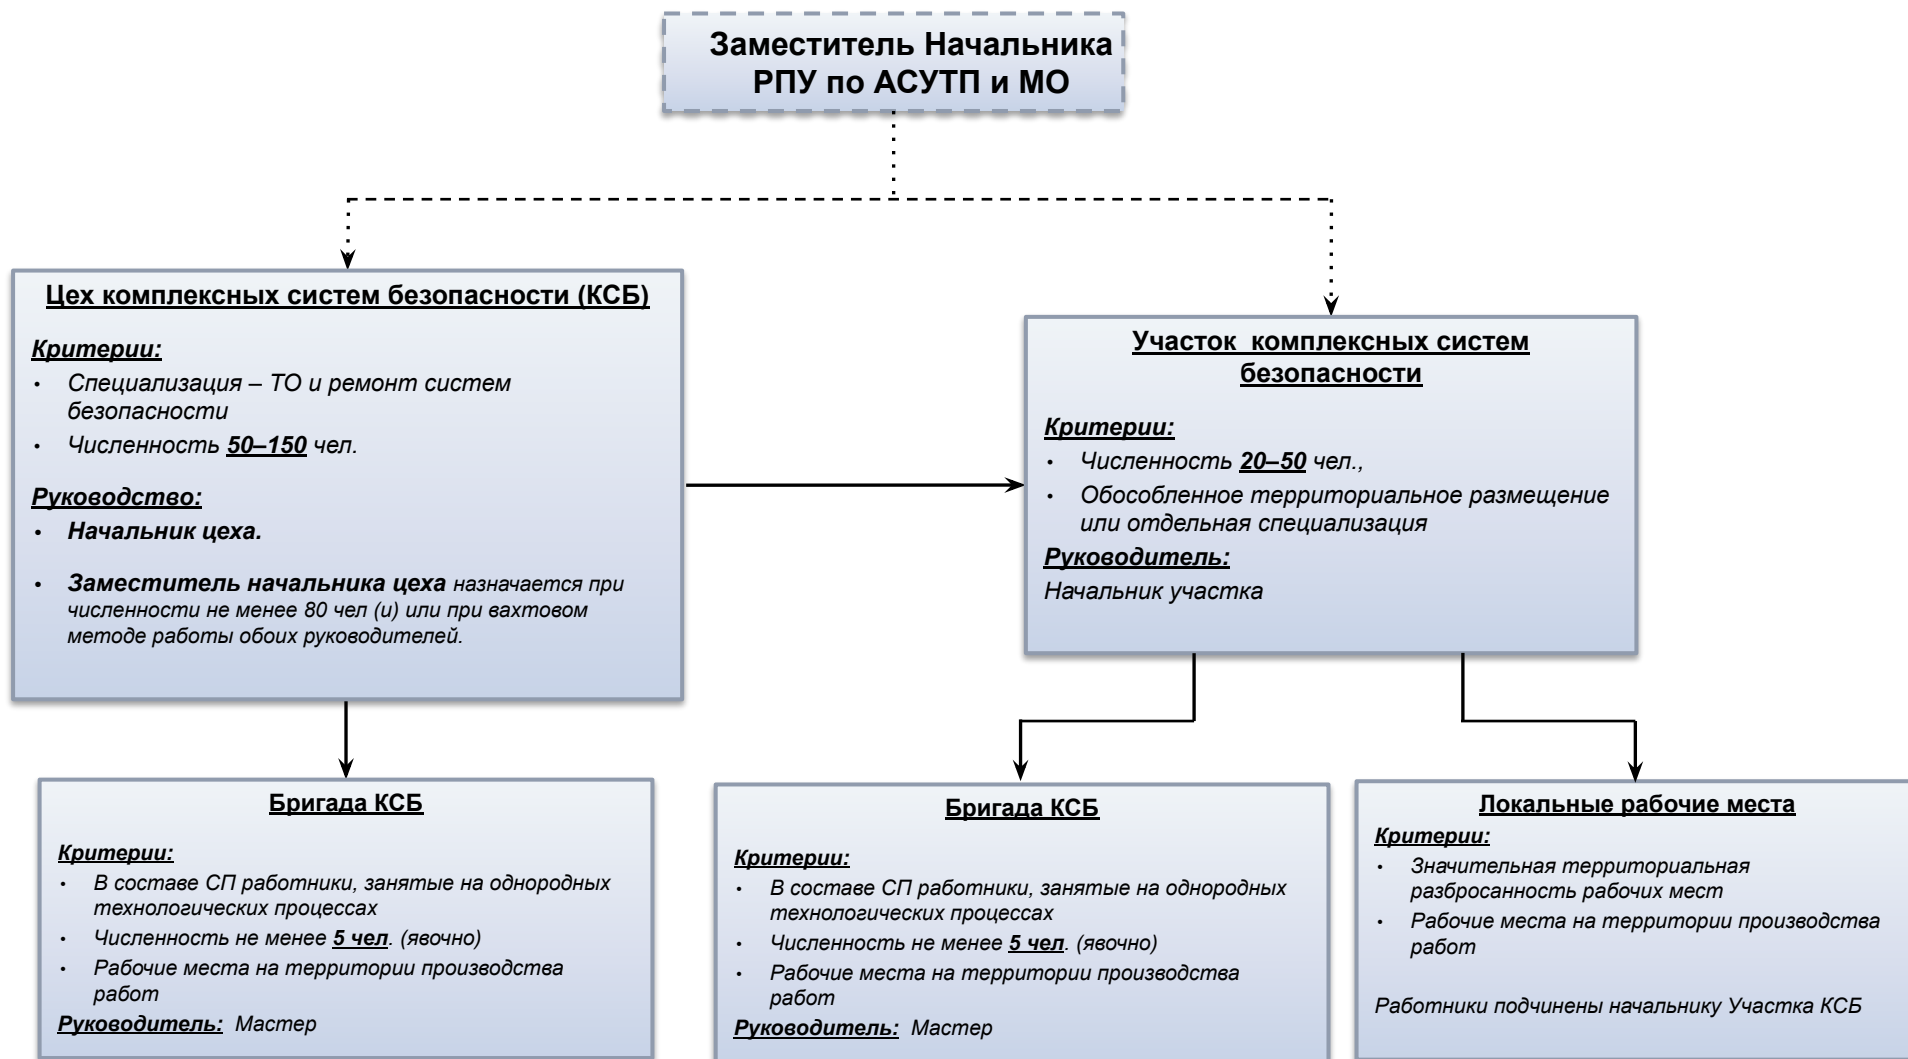 Заместитель Начальника
РПУ по АСУТП и МО
Цех комплексных систем безопасности (КСБ)
Критерии:
• Специализация – ТО и ремонт систем
безопасности
• Численность 50–150 чел.
Руководство:
• Начальник цеха.
• Заместитель начальника цеха назначается при
численности не менее 80 чел (и) или при вахтовом
методе работы обоих руководителей.
Участок комплексных систем
безопасности
Критерии:
• Численность 20–50 чел.,
• Обособленное территориальное размещение
или отдельная специализация
Руководитель:
Начальник участка
Бригада КСБ
Критерии:
• В составе СП работники, занятые на однородных
технологических процессах
• Численность не менее 5 чел. (явочно)
• Рабочие места на территории производства
работ
Руководитель: Мастер
Бригада КСБ
Критерии:
• В составе СП работники, занятые на однородных
технологических процессах
• Численность не менее 5 чел. (явочно)
• Рабочие места на территории производства
работ
Руководитель: Мастер
Локальные рабочие места
Критерии:
• Значительная территориальная
разбросанность рабочих мест
• Рабочие места на территории производства
работ
Работники подчинены начальнику Участка КСБ